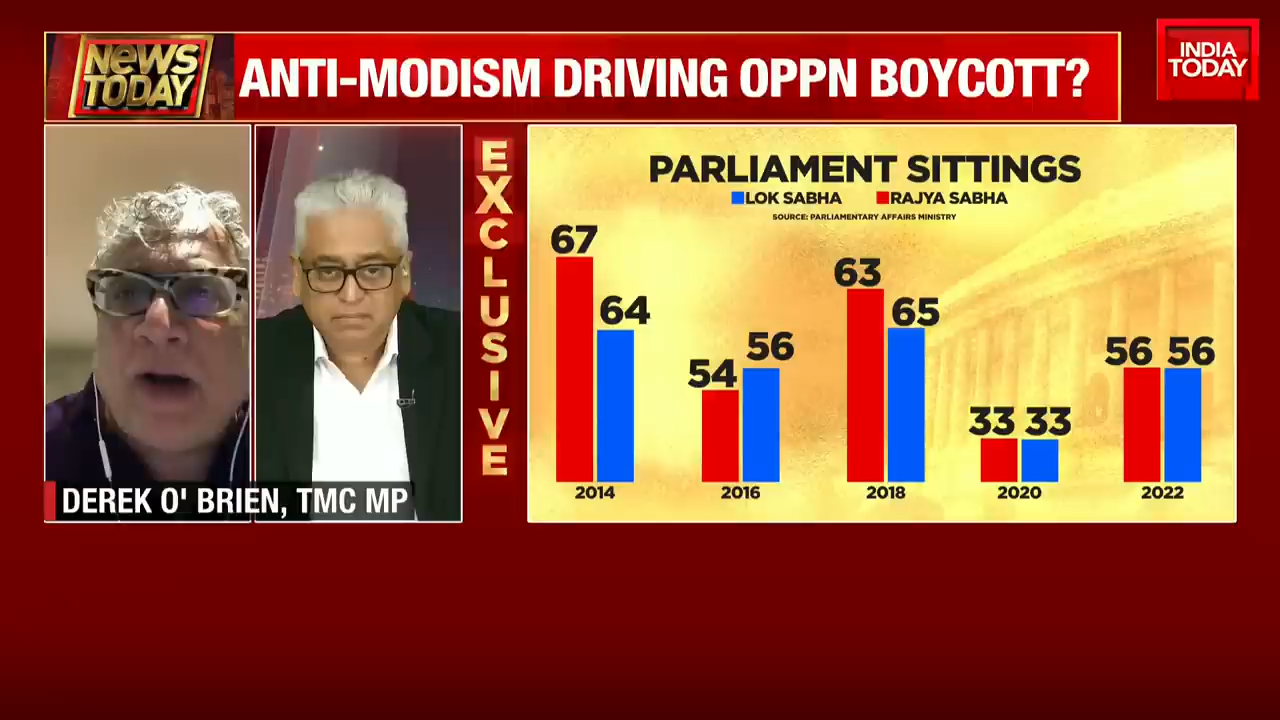 NEWS
TODAY
ANTI-MODISM DRIVING OPPN BOYCOTT?
INDIA
TODAY
EXCLUSIVE
PARLIAMENT SITTINGS
LOK SABHA RAJYA SABHA
SOURCE: PARLIAMENTARY AFFAIRS MINISTRY
67 64 54 56 63 65 33 33 56 56
2014 2016 2018 2020 2022
DEREK O' BRIEN, TMC MP